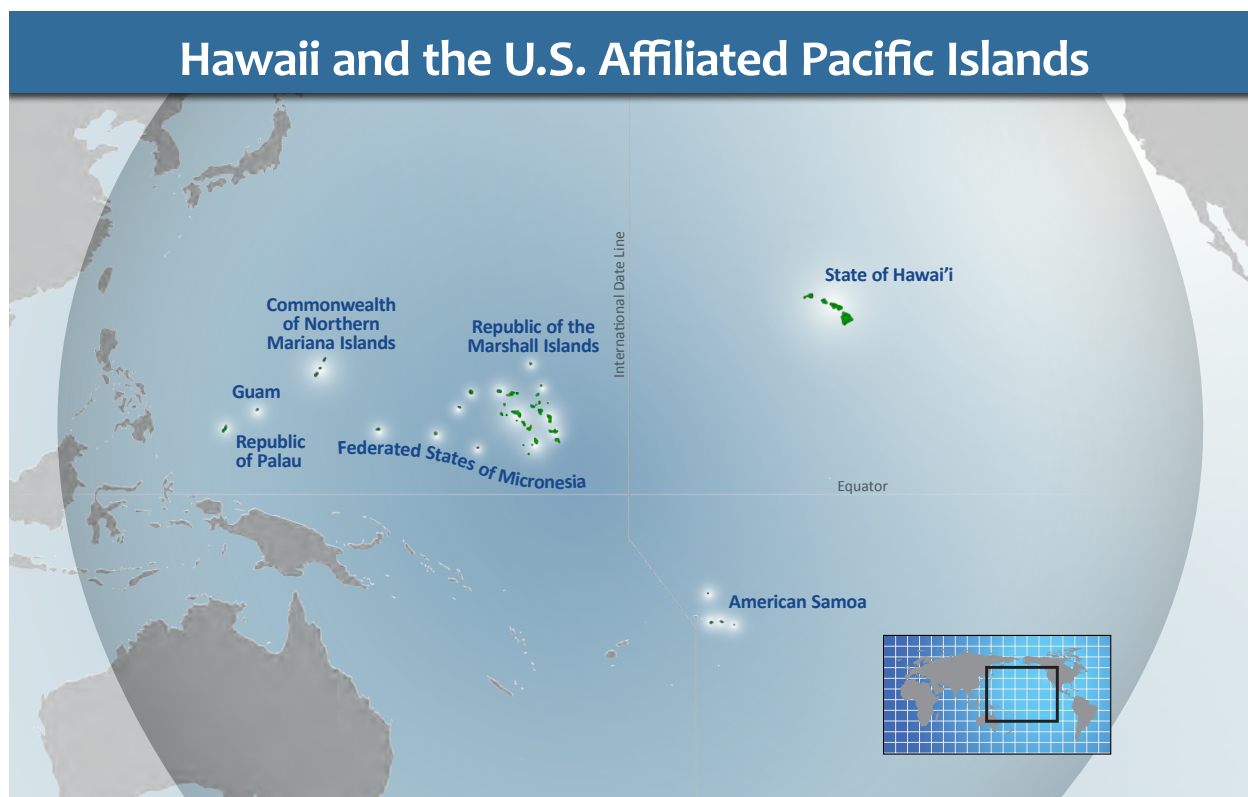 Hawaii and the U.S. Affiliated Pacific Islands
International Date Line
State of Hawai’i
Commonwealth
of Northern
Mariana Islands
Republic of the
Marshall Islands
Guam
Republic
of Palau
Federated States of Micronesia
Equator
American Samoa